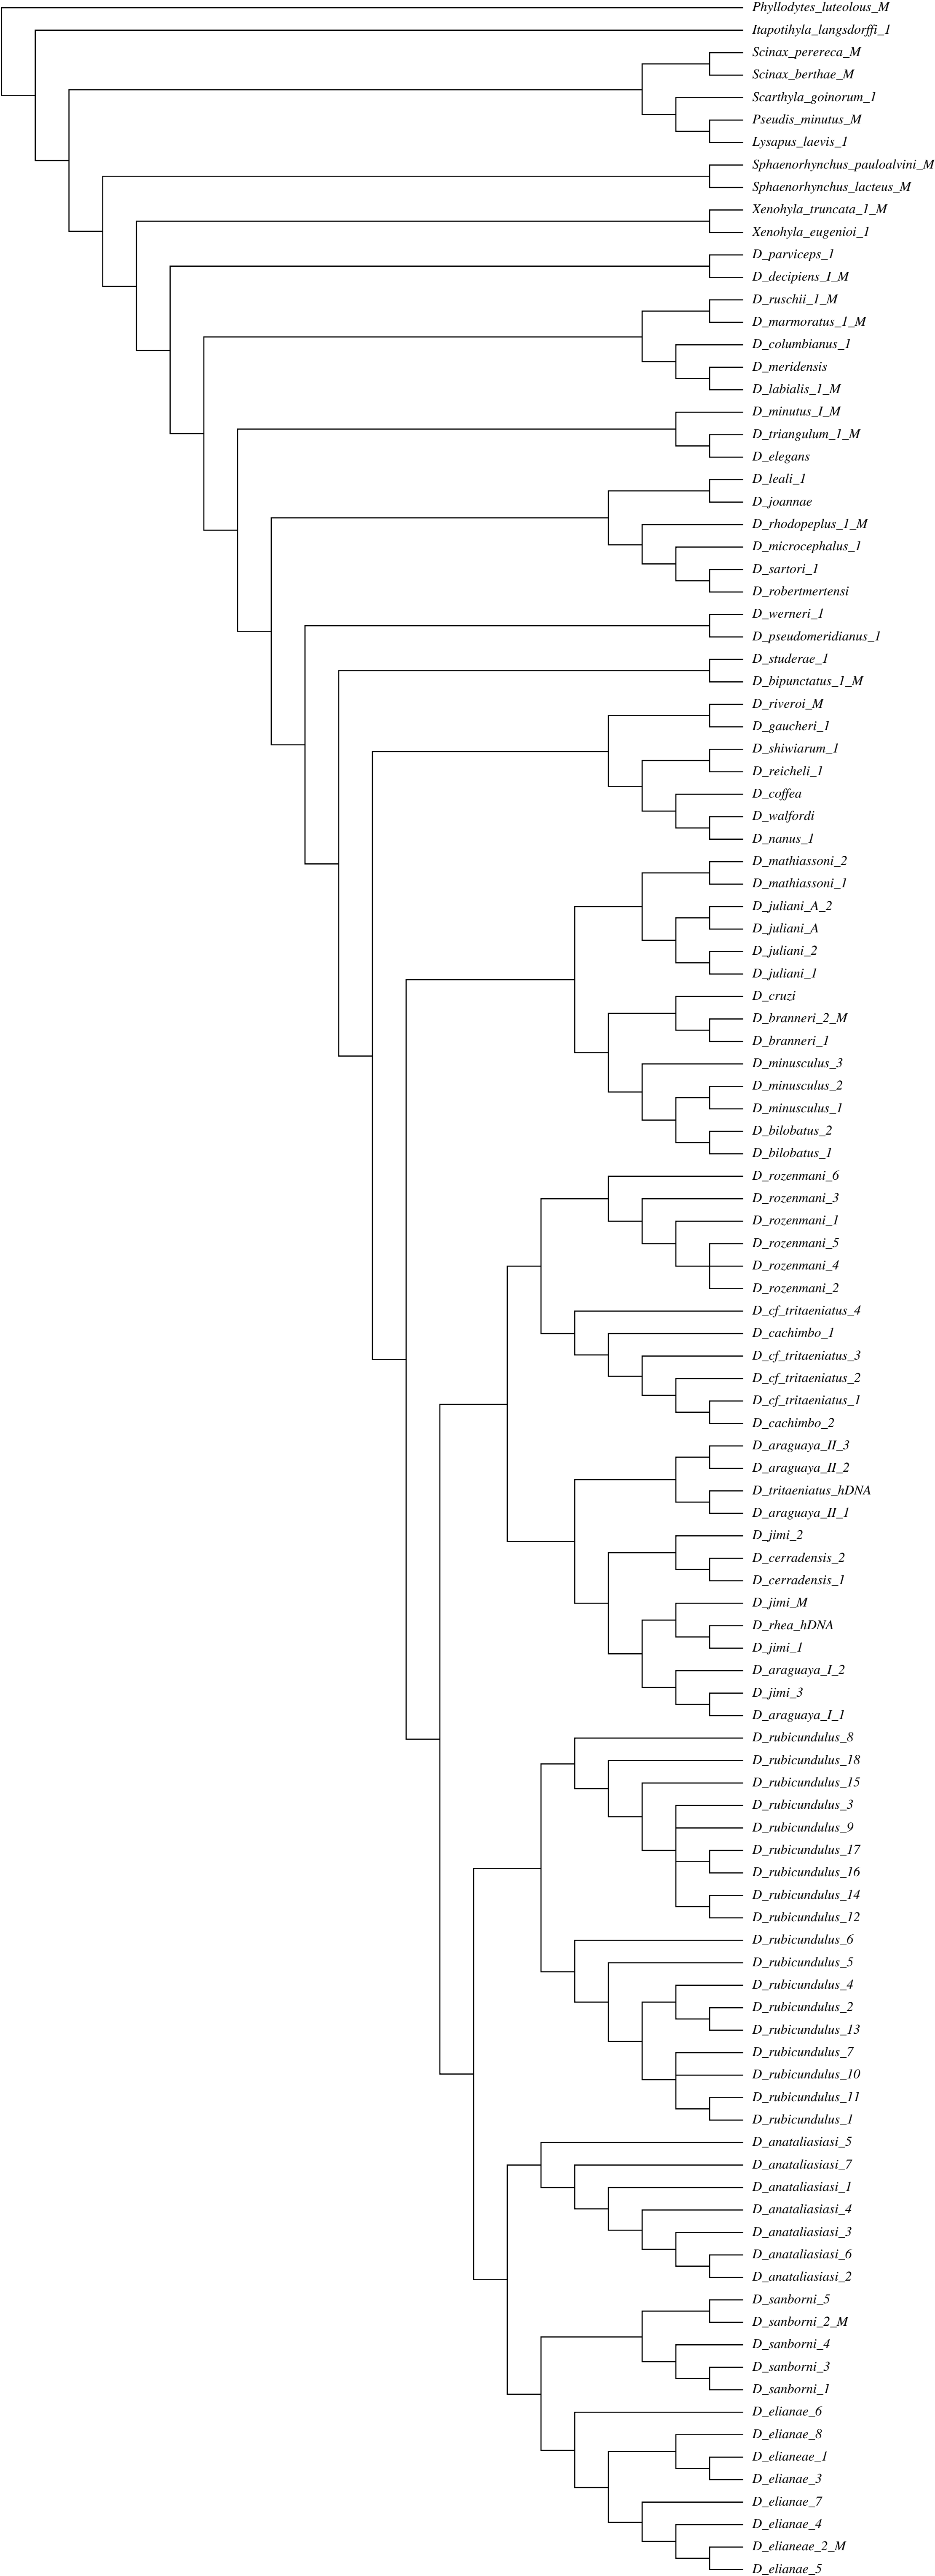 Phyllodytes_luteolous_M
Itapotihyla_langsdorffi_1
Scinax_perereca_M
Scinax_berthae_M
Scarthyla_goinorum_1
Pseudis_minutus_M
Lysapus_laevis_1
Sphaenorhynchus_pauloalvini_M
Sphaenorhynchus_lacteus_M
Xenohyla_truncata_1_M
Xenohyla_eugenioi_1
D_parviceps_1
D_decipiens_I_M
D_ruschii_1_M
D_marmoratus_1_M
D_columbianus_1
D_meridensis
D_labialis_1_M
D_minutus_I_M
D_triangulum_1_M
D_elegans
D_leali_1
D_joannae
D_rhodopeplus_1_M
D_microcephalus_1
D_sartori_1
D_robertmertensi
D_werneri_1
D_pseudomeridianus_1
D_studerae_1
D_bipunctatus_1_M
D_riveroi_M
D_gaucheri_1
D_shiwiarum_1
D_reicheli_1
D_coffea
D_walfordi
D_nanus_1
D_mathiassoni_2
D_mathiassoni_1
D_juliani_A_2
D_juliani_A
D_juliani_2
D_juliani_1
D_cruzi
D_branneri_2_M
D_branneri_1
D_minusculus_3
D_minusculus_2
D_minusculus_1
D_bilobatus_2
D_bilobatus_1
D_rozenmani_6
D_rozenmani_3
D_rozenmani_1
D_rozenmani_5
D_rozenmani_4
D_rozenmani_2
D_cf_tritaeniatus_4
D_cachimbo_1
D_cf_tritaeniatus_3
D_cf_tritaeniatus_2
D_cf_tritaeniatus_1
D_cachimbo_2
D_araguaya_II_3
D_araguaya_II_2
D_tritaeniatus_hDNA
D_araguaya_II_1
D_jimi_2
D_cerradensis_2
D_cerradensis_1
D_jimi_M
D_rhea_hDNA
D_jimi_1
D_araguaya_I_2
D_jimi_3
D_araguaya_I_1
D_rubicundulus_8
D_rubicundulus_18
D_rubicundulus_15
D_rubicundulus_3
D_rubicundulus_9
D_rubicundulus_17
D_rubicundulus_16
D_rubicundulus_14
D_rubicundulus_12
D_rubicundulus_6
D_rubicundulus_5
D_rubicundulus_4
D_rubicundulus_2
D_rubicundulus_13
D_rubicundulus_7
D_rubicundulus_10
D_rubicundulus_11
D_rubicundulus_1
D_anataliasiasi_5
D_anataliasiasi_7
D_anataliasiasi_1
D_anataliasiasi_4
D_anataliasiasi_3
D_anataliasiasi_6
D_anataliasiasi_2
D_sanborni_5
D_sanborni_2_M
D_sanborni_4
D_sanborni_3
D_sanborni_1
D_elianae_6
D_elianae_8
D_elianeae_1
D_elianae_3
D_elianae_7
D_elianae_4
D_elianeae_2_M
D_elianae_5